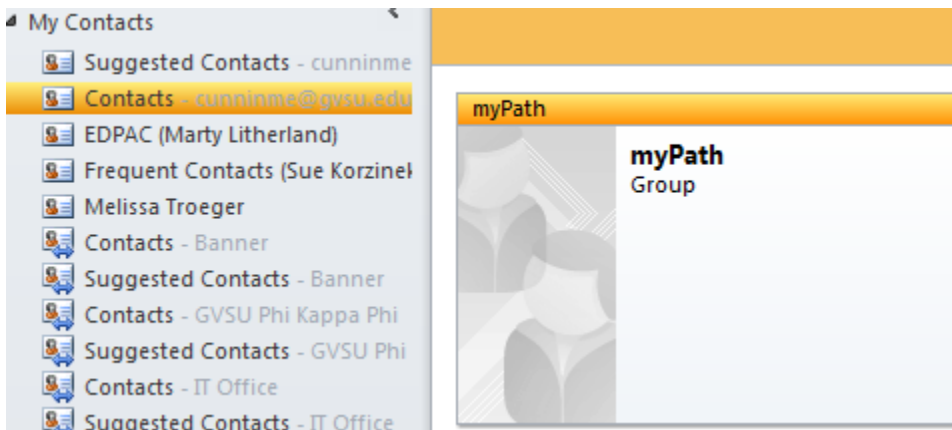 My Contacts
Suggested Contacts - cunninme
Contacts - cunninme@gvsu.edu
EDPAC (Marty Litherland)
Frequent Contacts (Sue Korzinek
Melissa Troeger
Contacts - Banner
Suggested Contacts - Banner
Contacts - GVSU Phi Kappa Phi
Suggested Contacts - GVSU Phi
Contacts - IT Office
Suggested Contacts - IT Office
myPath
myPath
Group